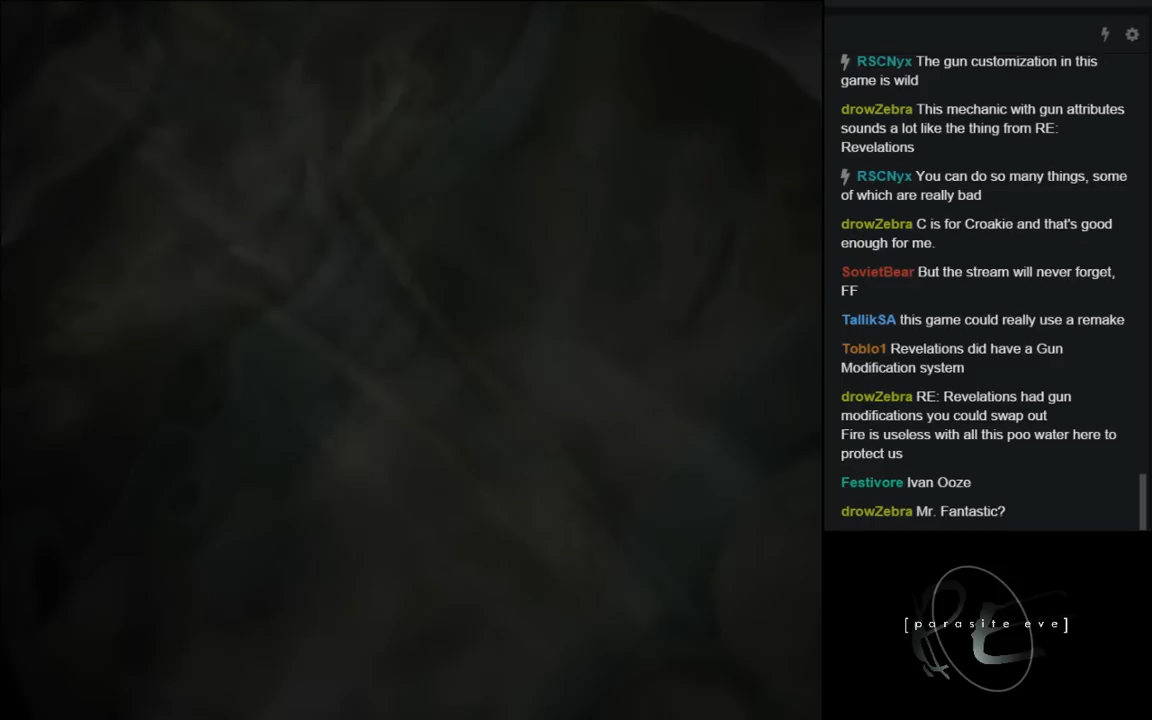 RSCNyx The gun customization in this
game is wild
drowZebra This mechanic with gun attributes
sounds a lot like the thing from RE:
Revelations
RSCNyx You can do so many things, some
of which are really bad
drowZebra C is for Croakie and that's good
enough for me.
SovietBear But the stream will never forget,
FF
TallikSA this game could really use a remake
Toblo1 Revelations did have a Gun
Modification system
drowZebra RE: Revelations had gun
modifications you could swap out
Fire is useless with all this poo water here to
protect us
Festivore Ivan Ooze
drowZebra Mr. Fantastic?
[parasite eve]
PE